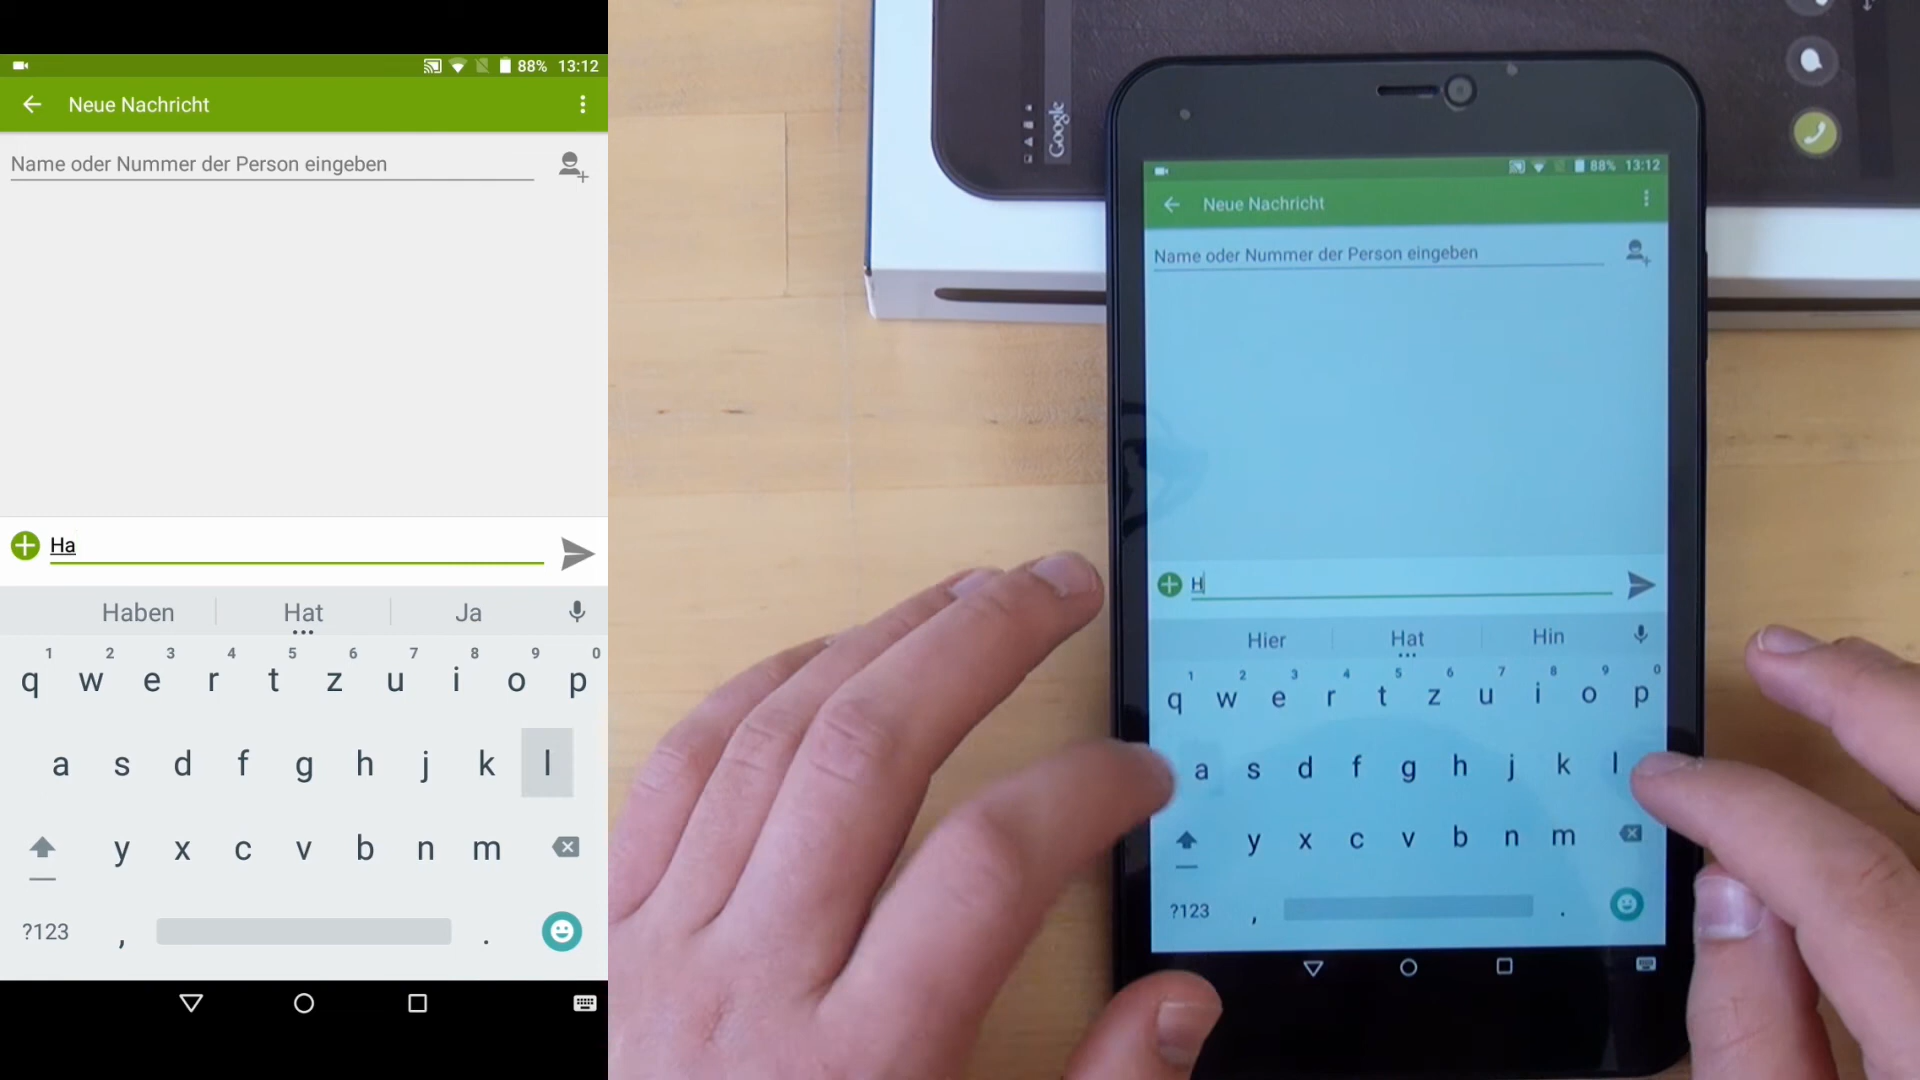 88% 13:12
Neue Nachricht
Name oder Nummer der Person eingeben
Ha
Haben Hat Ja
1 2 3 4 5 6 7 8 9 0
q w e r t z u i o p
a s d f g h j k l
y x c v b n m
?123 , .
Google
88% 13:12
Neue Nachricht
Name oder Nummer der Person eingeben
H
Hier Hat Hin
1 2 3 4 5 6 7 8 9 0
q w e r t z u i o p
a s d f g h j k l
y x c v b n m
?123 , .